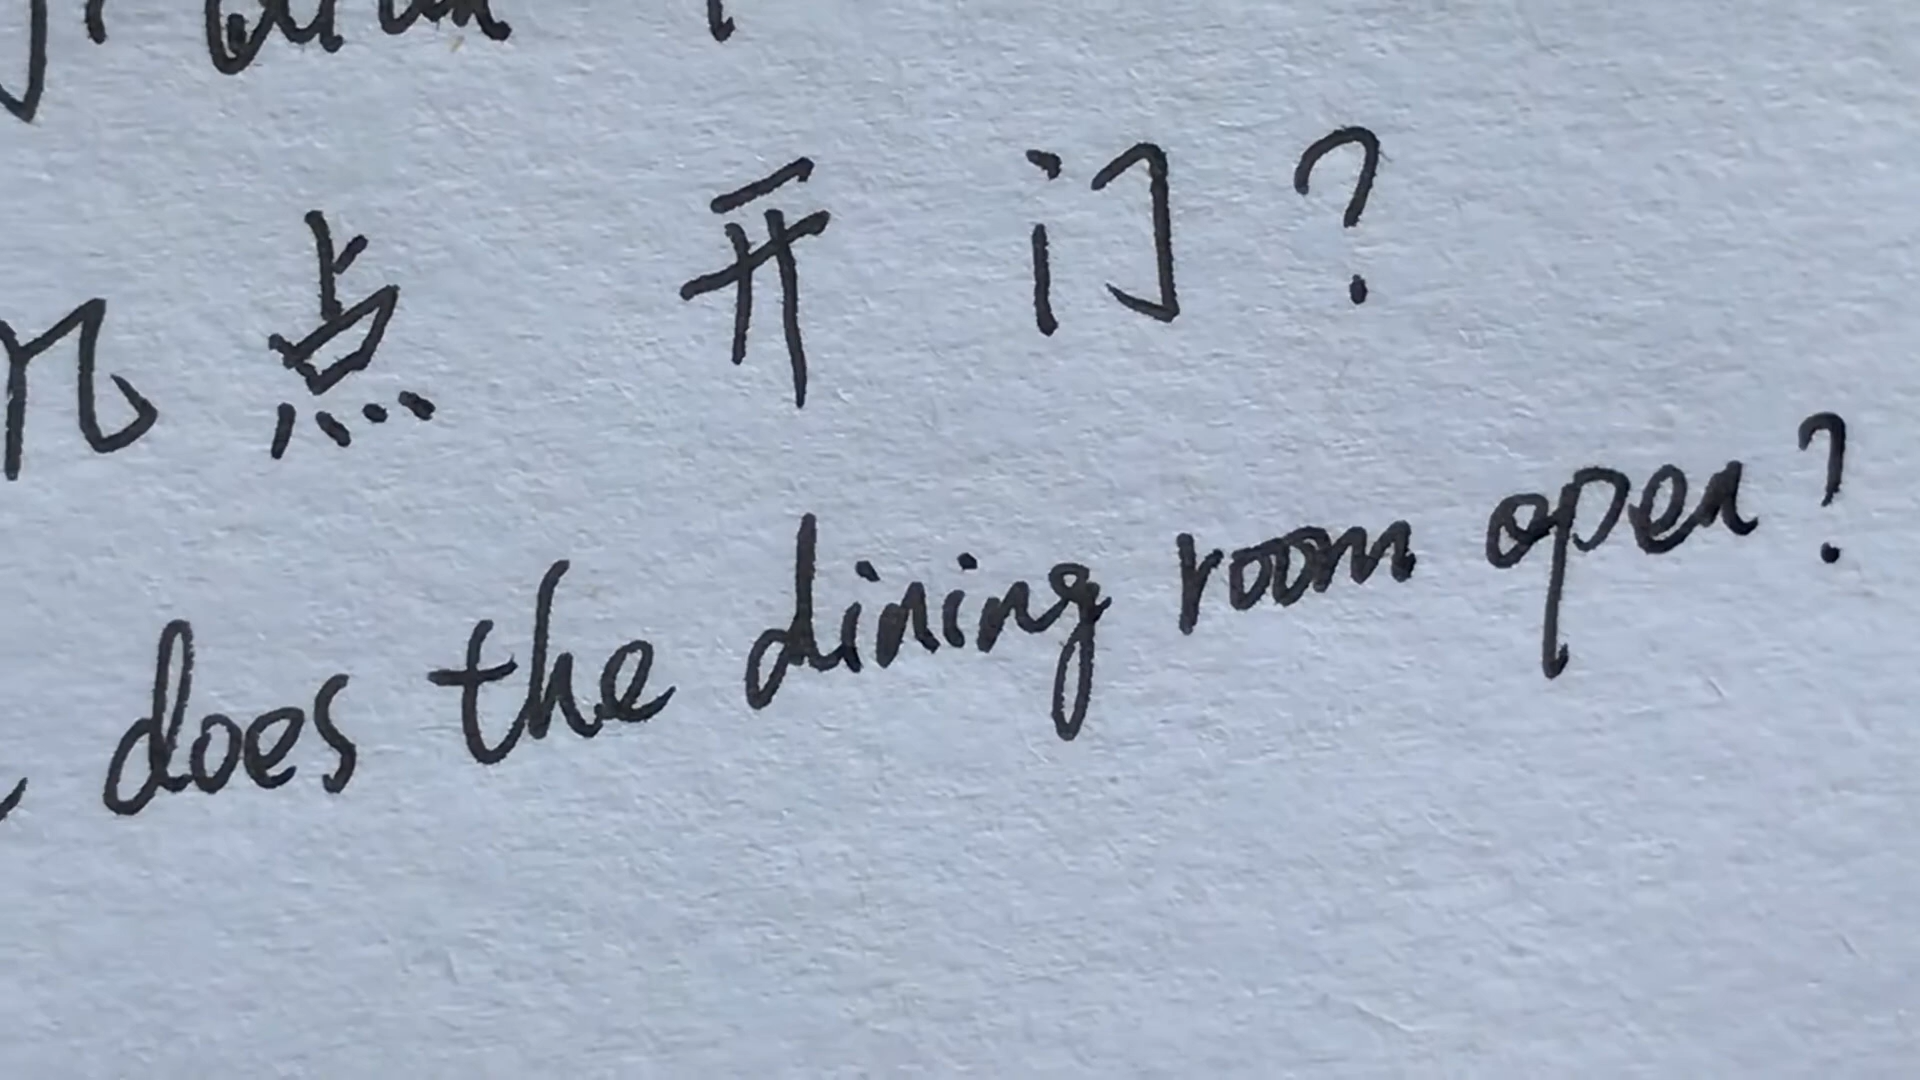 几点 开门?
does the dining room open?